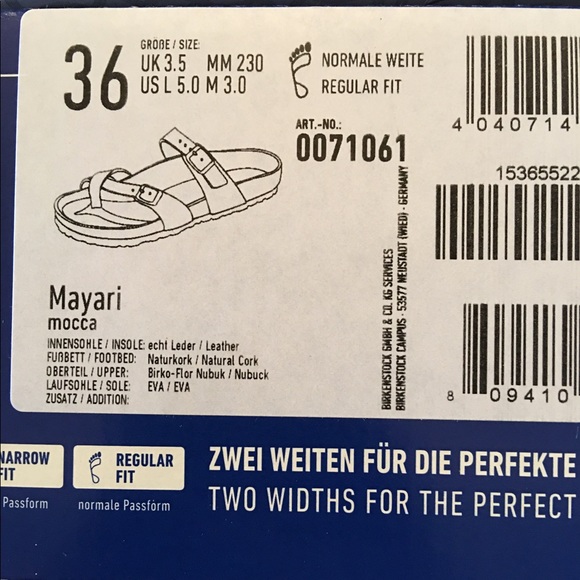 36
GRÖßE / SIZE:
UK 3.5 MM 230
US L 5.0 M 3.0
NORMALE WEITE
REGULAR FIT
ART.-NO.:
0071061
4 040714
15365522
8 09410
BIRKENSTOCK GMBH & CO. KG SERVICES
BIRKENSTOCK CAMPUS - 53577 NEUSTADT (WIED) - GERMANY
Mayari
mocca
INNENSOHLE / INSOLE: echt Leder / Leather
FUßBETT / FOOTBED: Naturkork / Natural Cork
OBERTEIL / UPPER: Birko-Flor Nubuk / Nubuck
LAUFSOHLE / SOLE: EVA / EVA
ZUSATZ / ADDITION:
NARROW
FIT
Passform
REGULAR
FIT
normale Passform
ZWEI WEITEN FÜR DIE PERFEKTE
TWO WIDTHS FOR THE PERFECT